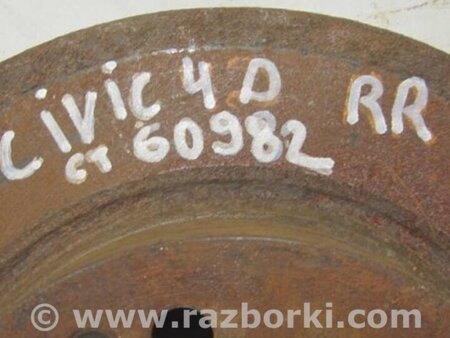 CIVIC 4D RR
CT 60982
© www.razborki.com